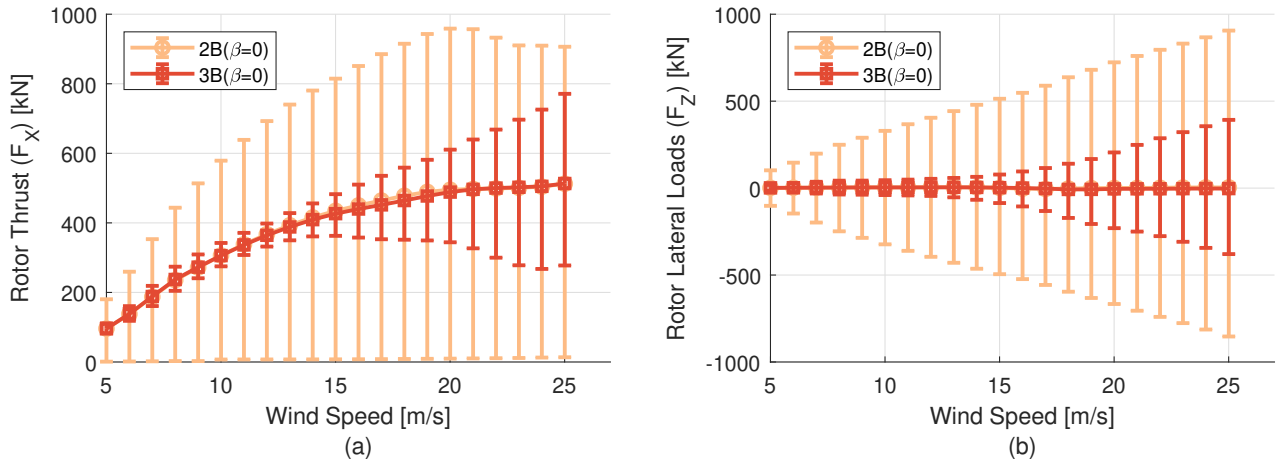 Rotor Thrust (F_X) [kN]
1000
800
600
400
200
0
2B(β=0)
3B(β=0)
5
10
15
20
25
Wind Speed [m/s]
(a)
Rotor Lateral Loads (F_Z) [kN]
1000
500
0
-500
-1000
2B(β=0)
3B(β=0)
5
10
15
20
25
Wind Speed [m/s]
(b)